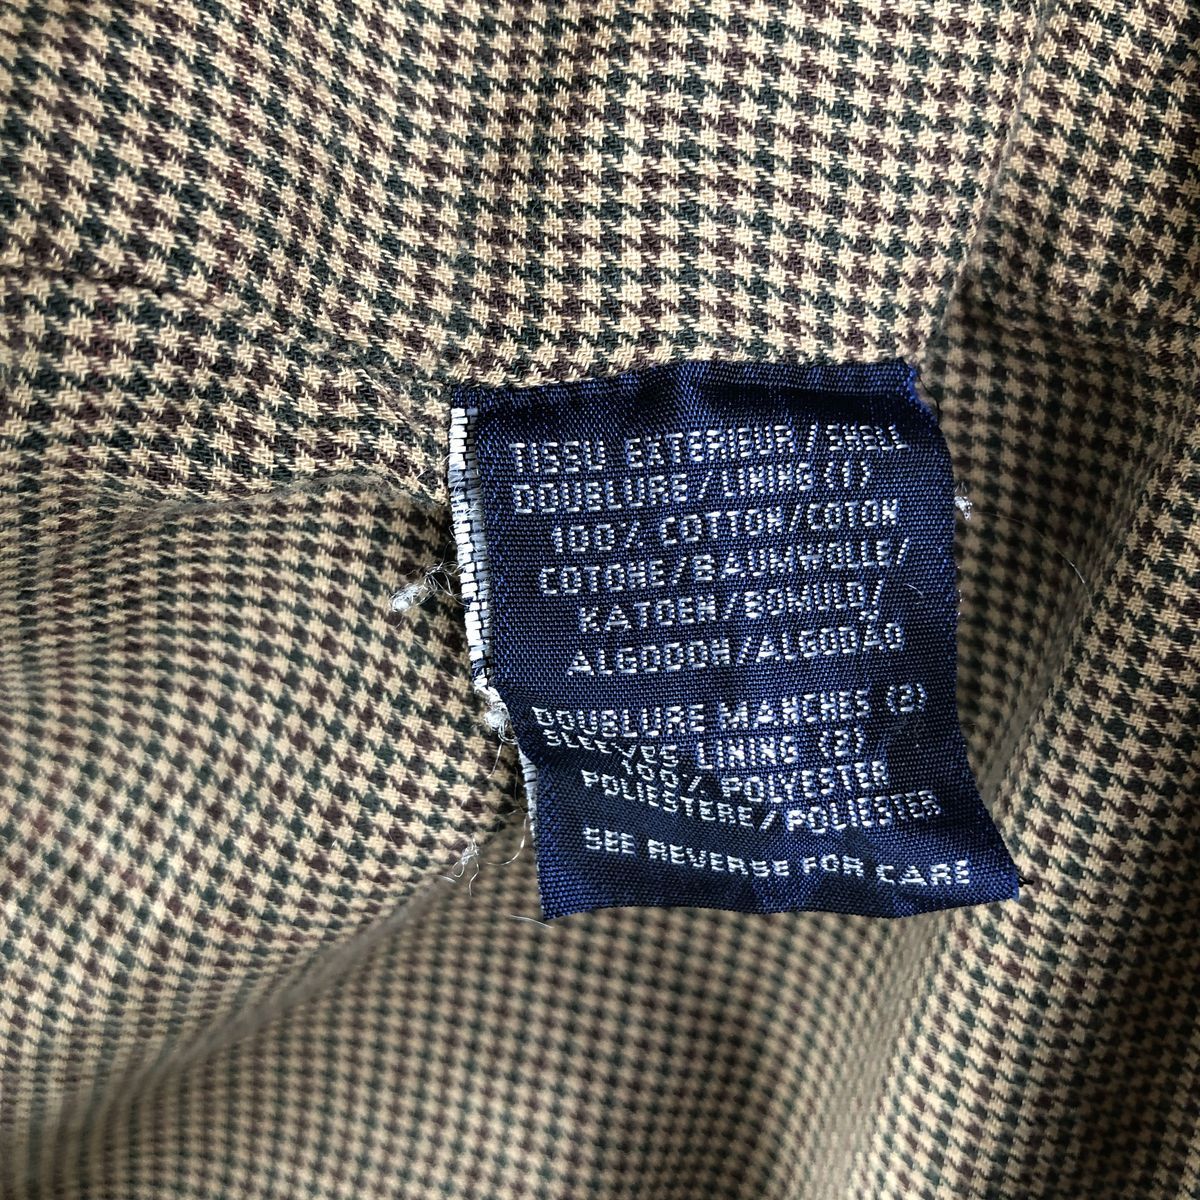 TISSU EXTERIEUR/SHELL
DOUBLURE/LINING (1)
100% COTTON/COTON
COTONE/BAUMWOLLE/
KATOEN/BOMULD/
ALGODON/ALGODÃO
DOUBLURE MANCHES (2)
SLEEVES LINING (2)
100% POLYESTER
POLIESTERE/POLIESTER
SEE REVERSE FOR CARE